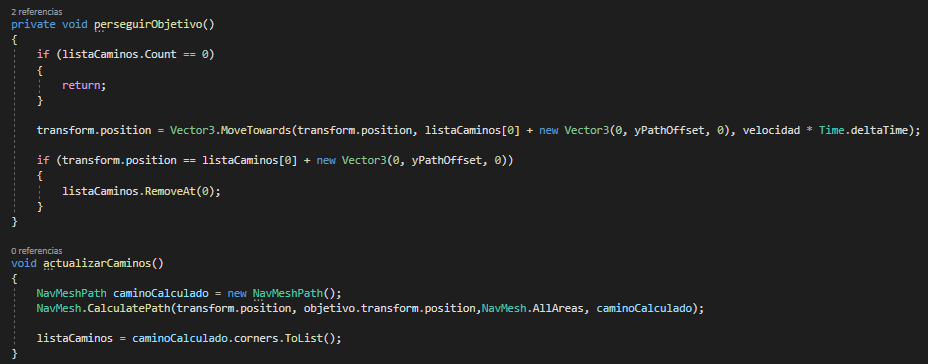 2 referencias
private void perseguirObjetivo()
{
if (listaCaminos.Count == 0)
{
return;
}
transform.position = Vector3.MoveTowards(transform.position, listaCaminos[0] + new Vector3(0, yPathOffset, 0), velocidad * Time.deltaTime);
if (transform.position == listaCaminos[0] + new Vector3(0, yPathOffset, 0))
{
listaCaminos.RemoveAt(0);
}
}
0 referencias
void actualizarCaminos()
{
NavMeshPath caminoCalculado = new NavMeshPath();
NavMesh.CalculatePath(transform.position, objetivo.transform.position,NavMesh.AllAreas, caminoCalculado);
listaCaminos = caminoCalculado.corners.ToList();
}